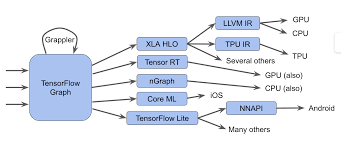 Grappler
TensorFlow
Graph
XLA HLO
LLVM IR
GPU
CPU
TPU IR
TPU
Several others
Tensor RT
GPU (also)
nGraph
CPU (also)
Core ML
iOS
TensorFlow Lite
NNAPI
Android
Many others